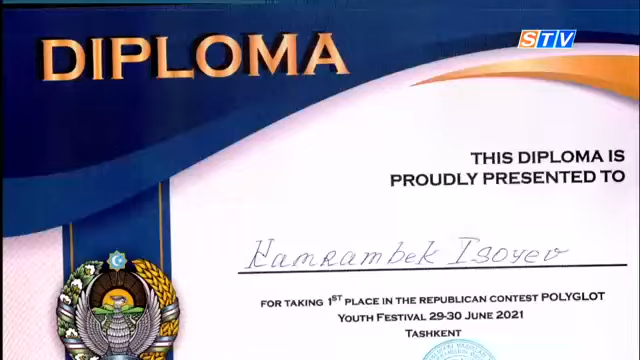 STV
DIPLOMA
THIS DIPLOMA IS
PROUDLY PRESENTED TO
Isoyev
FOR TAKING 1ST PLACE IN THE REPUBLICAN CONTEST POLYGLOT
YOUTH FESTIVAL 29-30 JUNE 2021
TASHKENT